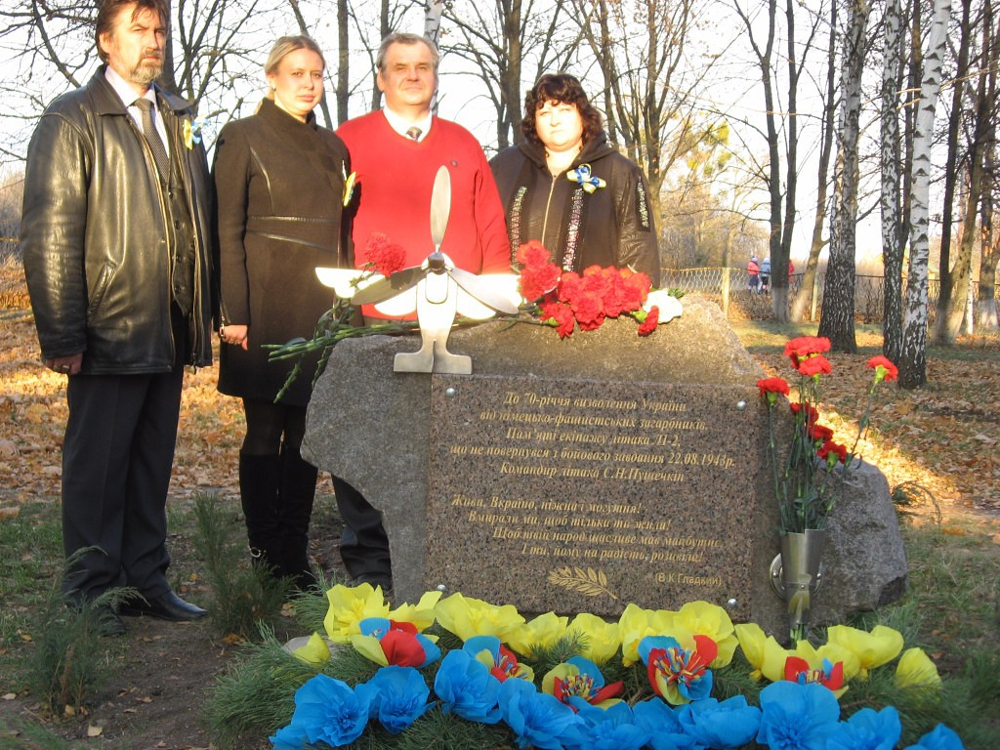 До 70-річчя визволення України
від німецько-фашистських загарбників.
Пам'яті екіпажу літака ЛІ-2,
що не повернувся з бойового завдання 22.08.1943р.
Командир літака С.Н.Пушечкін
Живи, Вкраїно, ніжна і могутня!
Вмирали ми, щоб тільки ти жила!
Щоб твій народ щасливе мав майбутнє,
І ти, йому на радість, розцвіла!
(В.К.Гладкий)